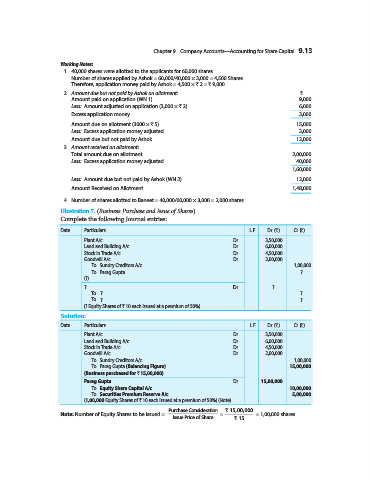 Chapter 9 Company Accounts—Accounting for Share Capital 9.13
Working Notes:
1 40,000 shares were allotted to the applicants for 60,000 shares
Number of shares applied by Ashok = 60,000/40,000 × 3,000 = 4,500 Shares
Therefore, application money paid by Ashok = 4,500 × ₹ 2 = ₹ 9,000
2 Amount due but not paid by Ashok on allotment: ₹
Amount paid on application (WN 1) 9,000
Less: Amount adjusted on application (3,000 × ₹ 2) 6,000
Excess application money 3,000
Amount due on allotment (3000 × ₹ 5) 15,000
Less: Excess application money adjusted 3,000
Amount due but not paid by Ashok 12,000
3 Amount received on allotment:
Total amount due on allotment 2,00,000
Less: Excess application money adjusted 40,000
1,60,000
Less: Amount due but not paid by Ashok (WN 2) 12,000
Amount Received on Allotment 1,48,000
4 Number of shares allotted to Baneet = 40,000/60,000 × 3,000 = 2,000 shares
Illustration 7. (Business Purchase and Issue of Shares)
Complete the following Journal entries:
Date Particulars L.F. Dr. (₹) Cr. (₹)
Plant A/c Dr. 3,50,000
Land and Building A/c Dr. 6,00,000
Stock in Trade A/c Dr. 4,50,000
Goodwill A/c Dr. 2,00,000
To Sundry Creditors A/c 1,00,000
To Parag Gupta ?
(?)
? Dr. ?
To ? ?
To ? ?
(? Equity Shares of ₹ 10 each issued at a premium of 50%)
Solution:
Date Particulars L.F. Dr. (₹) Cr. (₹)
Plant A/c Dr. 3,50,000
Land and Building A/c Dr. 6,00,000
Stock in Trade A/c Dr. 4,50,000
Goodwill A/c Dr. 2,00,000
To Sundry Creditors A/c 1,00,000
To Parag Gupta (Balancing Figure) 15,00,000
(Business purchased for ₹ 15,00,000)
Parag Gupta Dr. 15,00,000
To Equity Share Capital A/c 10,00,000
To Securities Premium Reserve A/c 5,00,000
(1,00,000 Equity Shares of ₹ 10 each issued at a premium of 50%) (Note)
Note: Number of Equity Shares to be issued = Purchase Consideration / Issue Price of Share = ₹ 15,00,000 / ₹ 15 = 1,00,000 shares